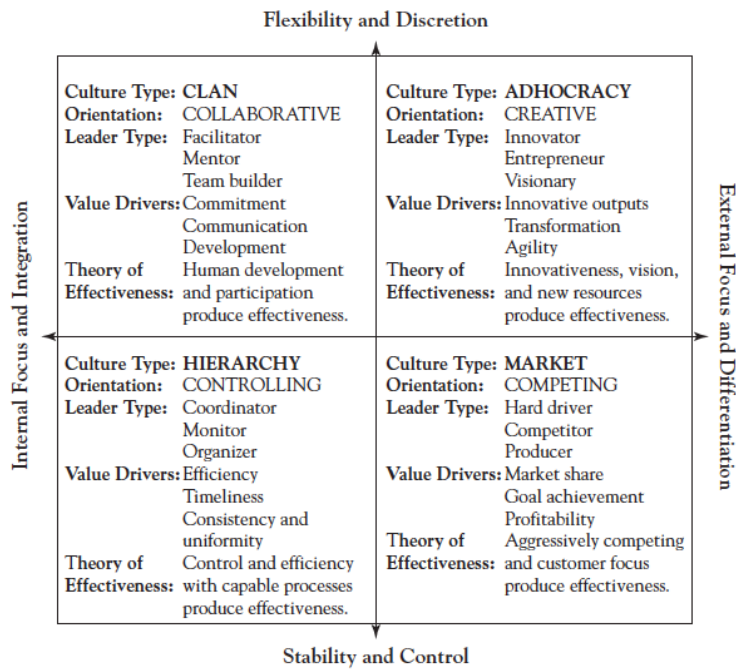 Flexibility and Discretion
Internal Focus and Integration
External Focus and Differentiation
Culture Type: CLAN
Orientation: COLLABORATIVE
Leader Type: Facilitator
Mentor
Team builder
Value Drivers: Commitment
Communication
Development
Theory of Human development
Effectiveness: and participation
produce effectiveness.
Culture Type: ADHOCRACY
Orientation: CREATIVE
Leader Type: Innovator
Entrepreneur
Visionary
Value Drivers: Innovative outputs
Transformation
Agility
Theory of Innovativeness, vision,
Effectiveness: and new resources
produce effectiveness.
Culture Type: HIERARCHY
Orientation: CONTROLLING
Leader Type: Coordinator
Monitor
Organizer
Value Drivers: Efficiency
Timeliness
Consistency and
uniformity
Theory of Control and efficiency
Effectiveness: with capable processes
produce effectiveness.
Culture Type: MARKET
Orientation: COMPETING
Leader Type: Hard driver
Competitor
Producer
Value Drivers: Market share
Goal achievement
Profitability
Theory of Aggressively competing
Effectiveness: and customer focus
produce effectiveness.
Stability and Control